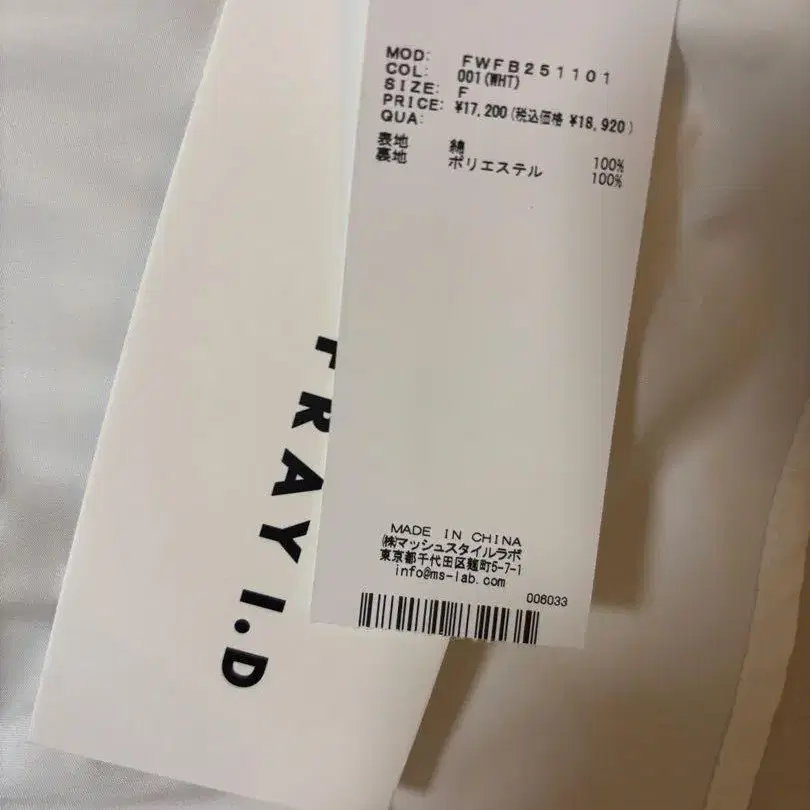 MOD: FWFB251101
COL: 001(WHT)
SIZE: F
PRICE: ¥17,200(税込価格 ¥18,920)
QUA:
表地 綿 100%
裏地 ポリエステル 100%
FRAY I.D
MADE IN CHINA
㈱マッシュスタイルラボ
東京都千代田区麹町5-7-1
info@ms-lab.com
006033